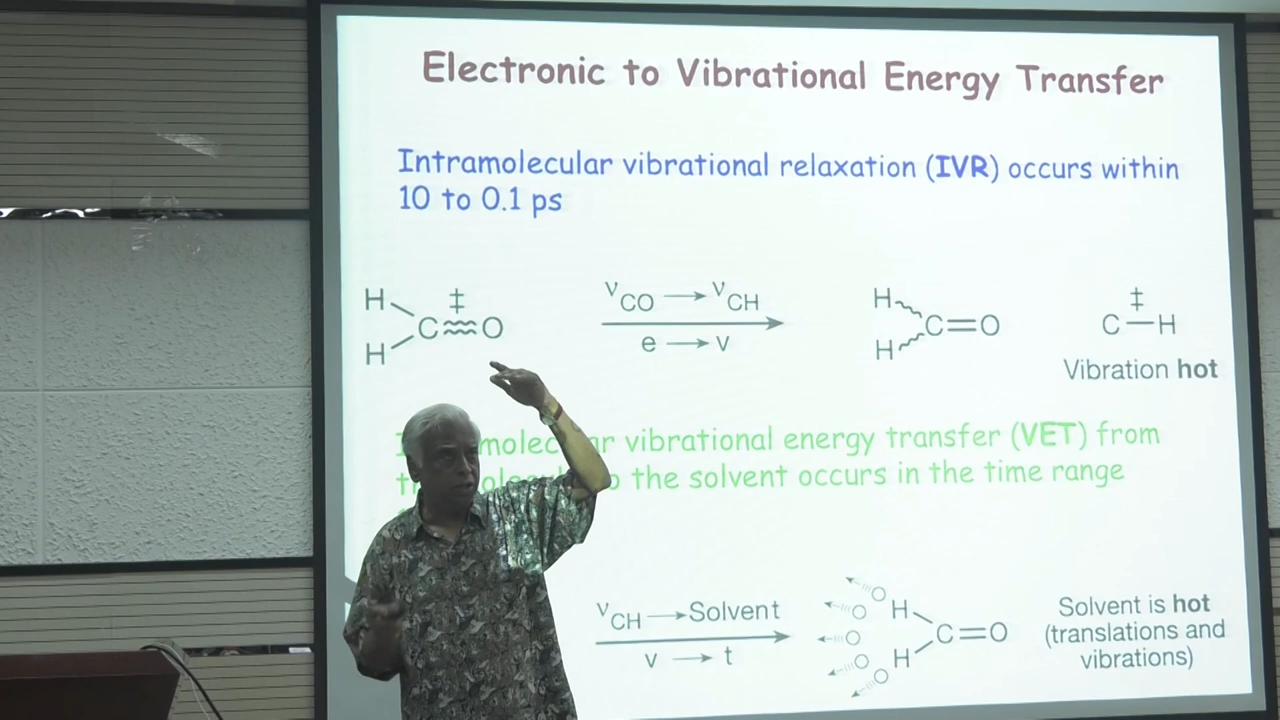 Electronic to Vibrational Energy Transfer
Intramolecular vibrational relaxation (IVR) occurs within
10 to 0.1 ps
H
H
C
O
‡
νCO → νCH
e → v
H
H
C=O
‡
C—H
Vibration hot
vibrational energy transfer (VET) from
the solvent occurs in the time range
νCH → Solvent
v → t
H
H
C=O
Solvent is hot
(translations and
vibrations)